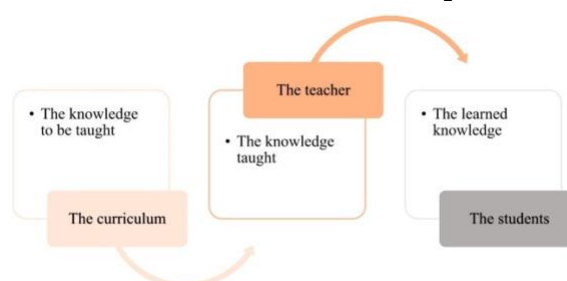 • The knowledge
to be taught
The curriculum
The teacher
• The knowledge
taught
• The learned
knowledge
The students